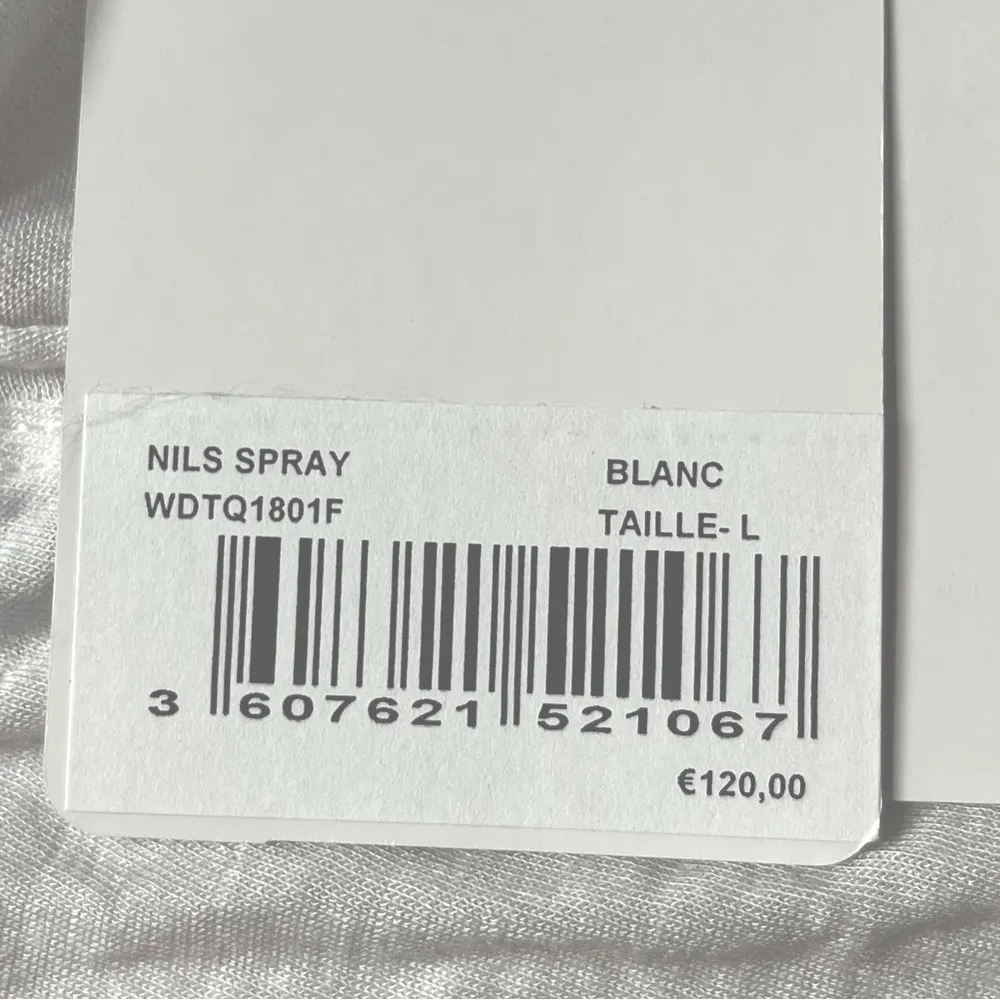 NILS SPRAY
BLANC
WDTQ1801F
TAILLE- L
3 607621 521067
€120,00